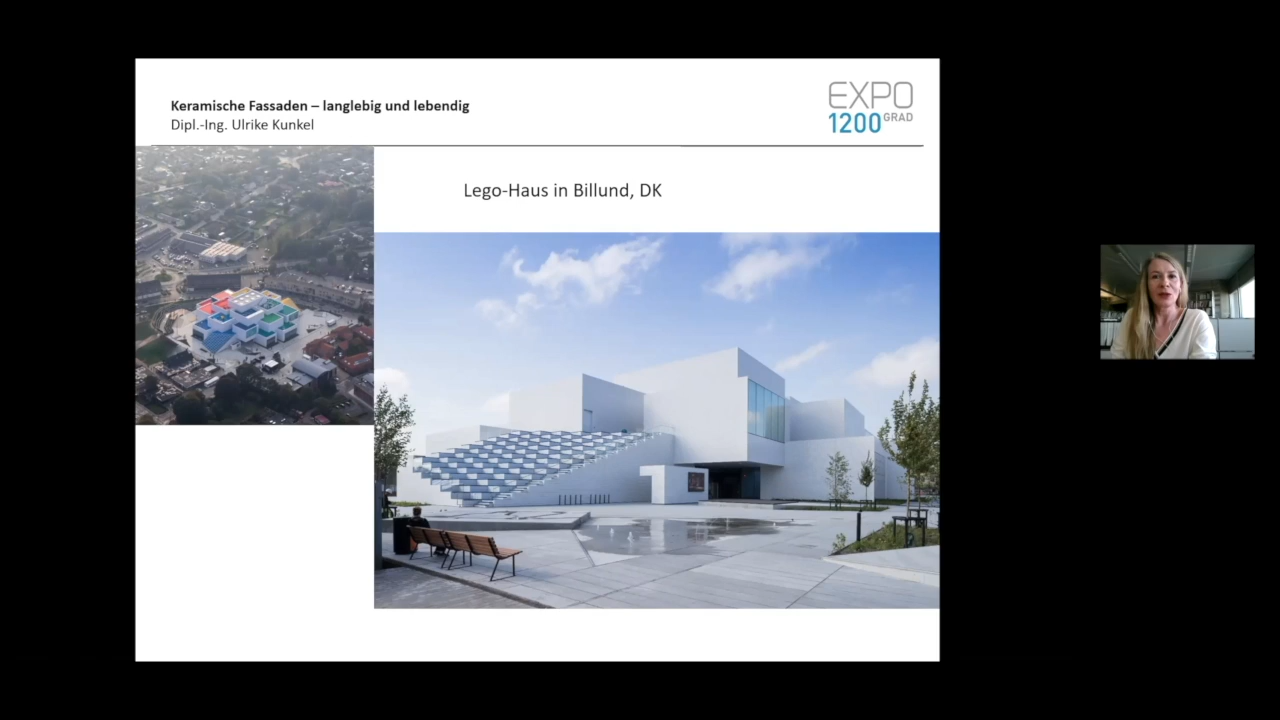 Keramische Fassaden – langlebig und lebendig
Dipl.-Ing. Ulrike Kunkel
EXPO
1200 GRAD
Lego-Haus in Billund, DK